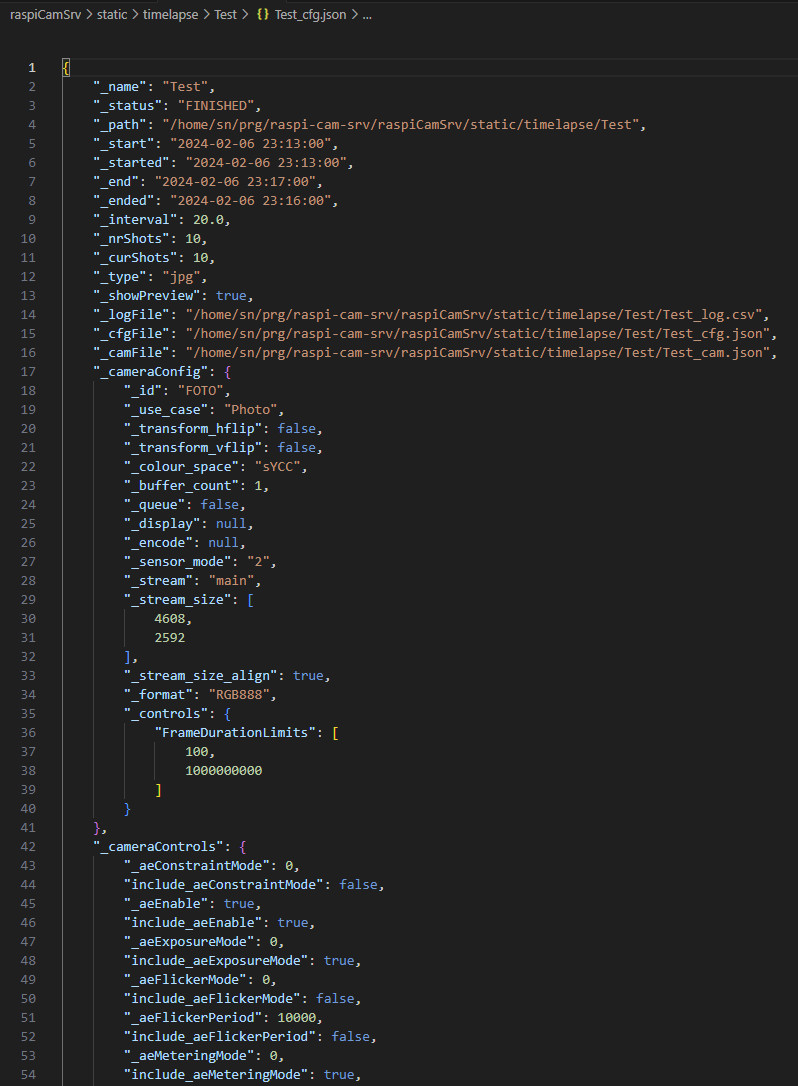 raspiCamSrv > static > timelapse > Test > {} Test_cfg.json > ...
1 {
2 "_name": "Test",
3 "_status": "FINISHED",
4 "_path": "/home/sn/prg/raspi-cam-srv/raspiCamSrv/static/timelapse/Test",
5 "_start": "2024-02-06 23:13:00",
6 "_started": "2024-02-06 23:13:00",
7 "_end": "2024-02-06 23:17:00",
8 "_ended": "2024-02-06 23:16:00",
9 "_interval": 20.0,
10 "_nrShots": 10,
11 "_curShots": 10,
12 "_type": "jpg",
13 "_showPreview": true,
14 "_logFile": "/home/sn/prg/raspi-cam-srv/raspiCamSrv/static/timelapse/Test/Test_log.csv",
15 "_cfgFile": "/home/sn/prg/raspi-cam-srv/raspiCamSrv/static/timelapse/Test/Test_cfg.json",
16 "_camFile": "/home/sn/prg/raspi-cam-srv/raspiCamSrv/static/timelapse/Test/Test_cam.json",
17 "_cameraConfig": {
18 "_id": "FOTO",
19 "_use_case": "Photo",
20 "_transform_hflip": false,
21 "_transform_vflip": false,
22 "_colour_space": "sYCC",
23 "_buffer_count": 1,
24 "_queue": false,
25 "_display": null,
26 "_encode": null,
27 "_sensor_mode": "2",
28 "_stream": "main",
29 "_stream_size": [
30 4608,
31 2592
32 ],
33 "_stream_size_align": true,
34 "_format": "RGB888",
35 "_controls": {
36 "FrameDurationLimits": [
37 100,
38 1000000000
39 ]
40 }
41 },
42 "_cameraControls": {
43 "_aeConstraintMode": 0,
44 "include_aeConstraintMode": false,
45 "_aeEnable": true,
46 "include_aeEnable": true,
47 "_aeExposureMode": 0,
48 "include_aeExposureMode": true,
49 "_aeFlickerMode": 0,
50 "include_aeFlickerMode": false,
51 "_aeFlickerPeriod": 10000,
52 "include_aeFlickerPeriod": false,
53 "_aeMeteringMode": 0,
54 "include_aeMeteringMode": true,